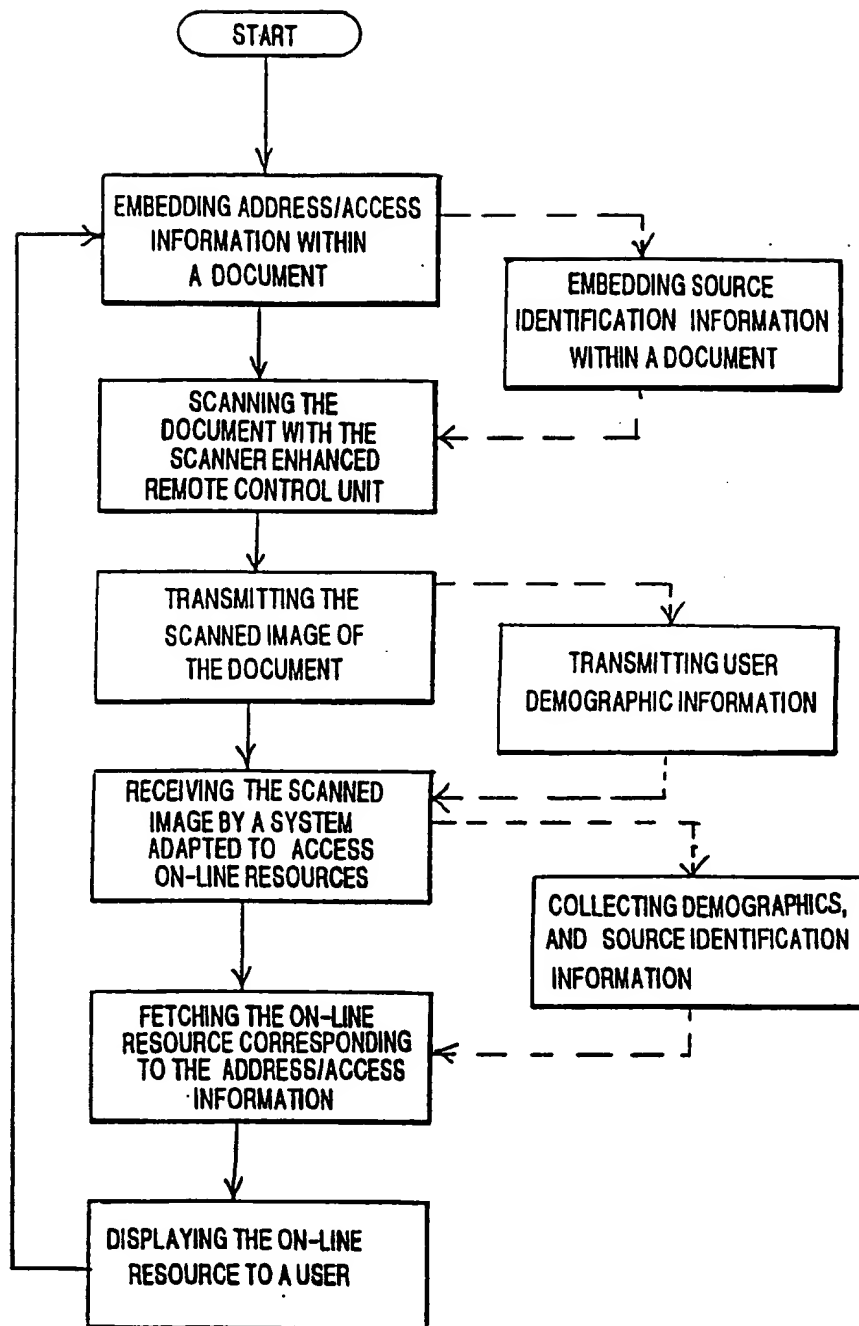 START
EMBEDDING ADDRESS/ACCESS
INFORMATION WITHIN
A DOCUMENT
EMBEDDING SOURCE
IDENTIFICATION INFORMATION
WITHIN A DOCUMENT
SCANNING THE
DOCUMENT WITH THE
SCANNER ENHANCED
REMOTE CONTROL UNIT
TRANSMITTING THE
SCANNED IMAGE OF
THE DOCUMENT
TRANSMITTING USER
DEMOGRAPHIC INFORMATION
RECEIVING THE SCANNED
IMAGE BY A SYSTEM
ADAPTED TO ACCESS
ON-LINE RESOURCES
COLLECTING DEMOGRAPHICS,
AND SOURCE IDENTIFICATION
INFORMATION
FETCHING THE ON-LINE
RESOURCE CORRESPONDING
TO THE ADDRESS/ACCESS
INFORMATION
DISPLAYING THE ON-LINE
RESOURCE TO A USER